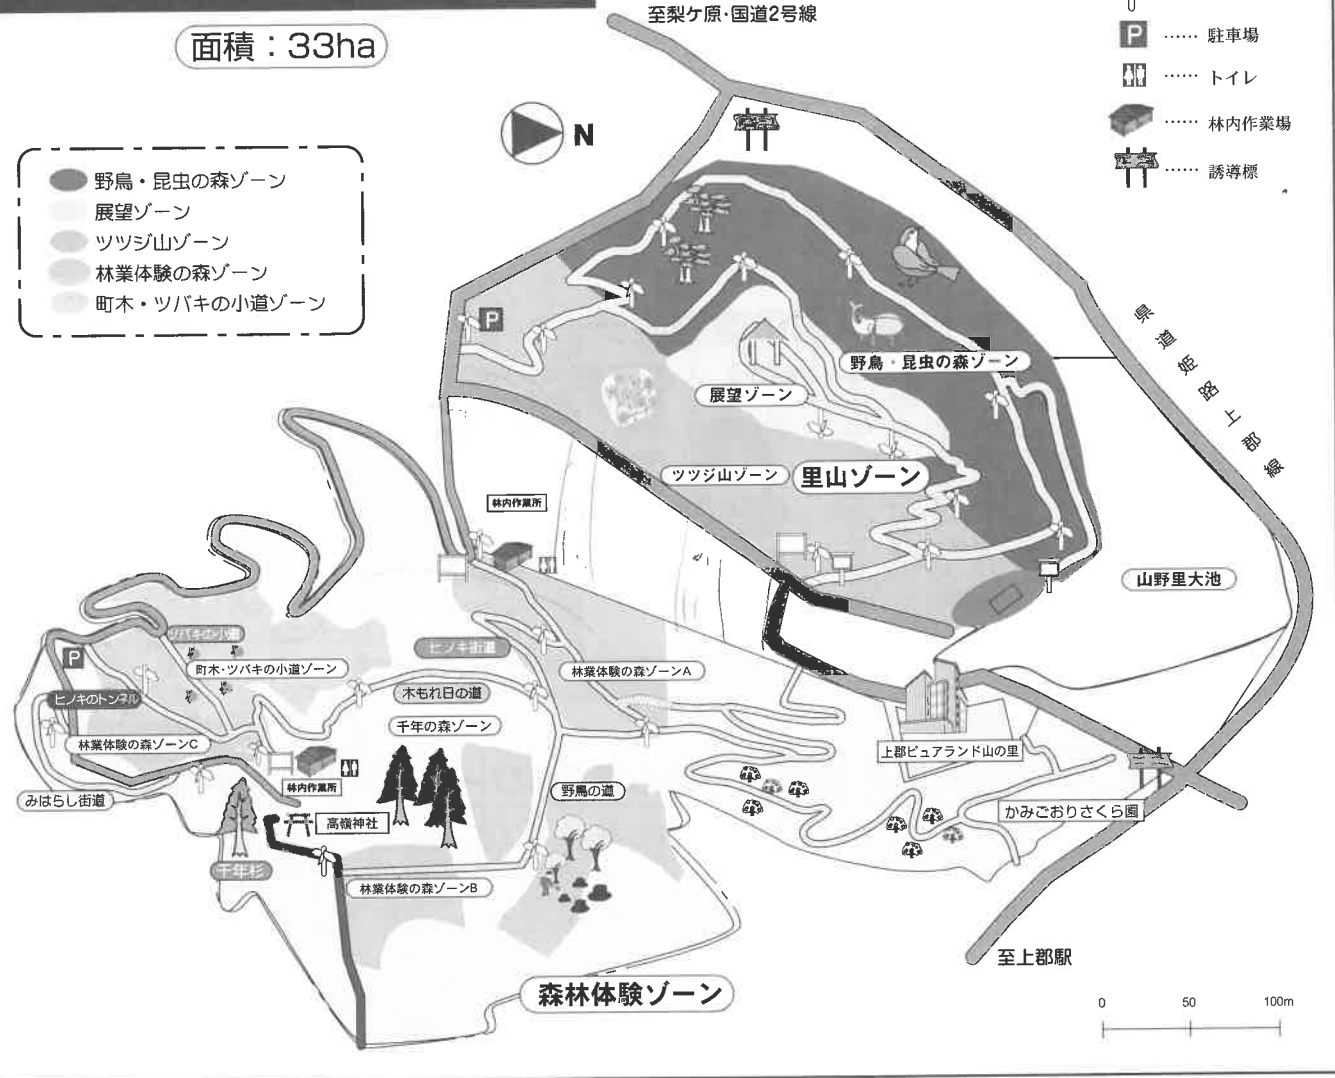 至梨ケ原・国道2号線
面積：33ha
P …… 駐車場
…… トイレ
…… 林内作業場
…… 誘導標
N
野鳥・昆虫の森ゾーン
展望ゾーン
ツツジ山ゾーン
林業体験の森ゾーン
町木・ツバキの小道ゾーン
P
県道姫路上郡線
野鳥・昆虫の森ゾーン
展望ゾーン
ツツジ山ゾーン
里山ゾーン
林内作業所
山野里大池
ツバキの小道
ヒノキ街道
P
町木・ツバキの小道ゾーン
林業体験の森ゾーンA
ヒノキのトンネル
木もれ日の道
千年の森ゾーン
林業体験の森ゾーンC
上郡ピュアランド山の里
林内作業所
みはらし街道
野鳥の道
かみごおりさくら園
高嶺神社
千年杉
林業体験の森ゾーンB
至上郡駅
森林体験ゾーン
0 50 100m